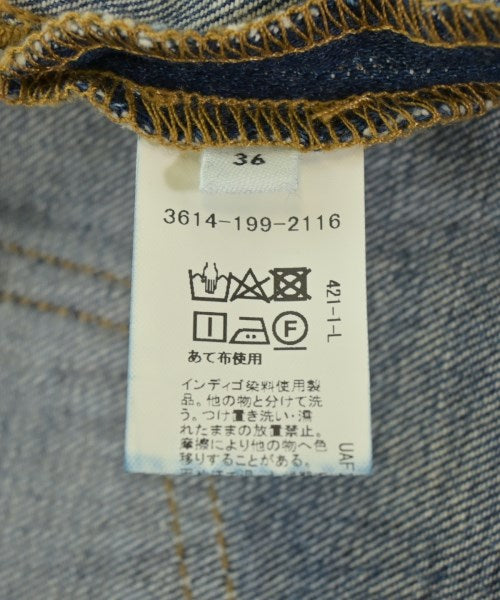 36
3614-199-2116
421-1-L
あて布使用
インディゴ染料使用製
品。他の物と分けて洗
う。つけ置き洗い・濡
れたままの放置禁止。
摩擦により他の物へ色
移りすることがある。
UAF